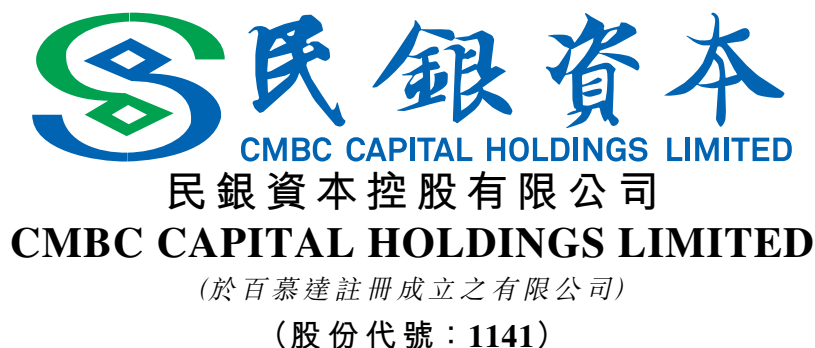 民銀資本
CMBC CAPITAL HOLDINGS LIMITED
民銀資本控股有限公司
CMBC CAPITAL HOLDINGS LIMITED
(於百慕達註冊成立之有限公司)
（股份代號：1141）